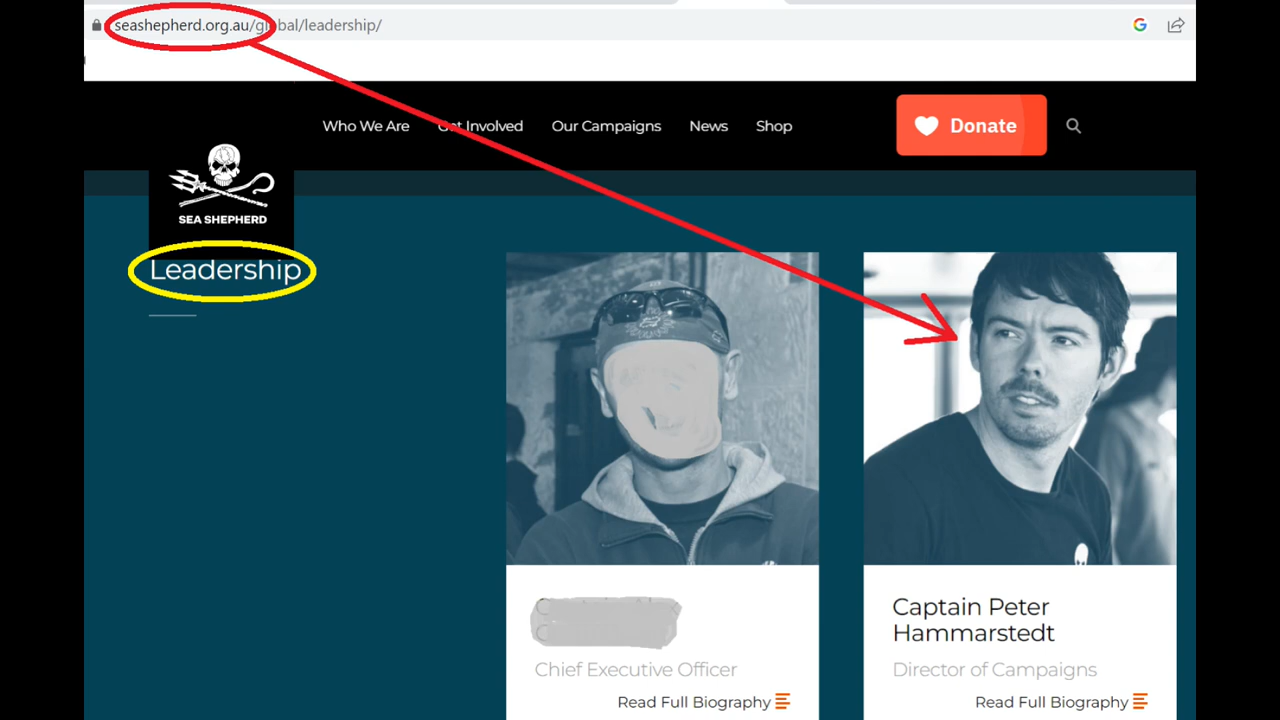 seashepherd.org.au/global/leadership/
Who We Are Get Involved Our Campaigns News Shop
Donate
SEA SHEPHERD
Leadership
Captain Peter
Hammarstedt
Chief Executive Officer
Director of Campaigns
Read Full Biography
Read Full Biography